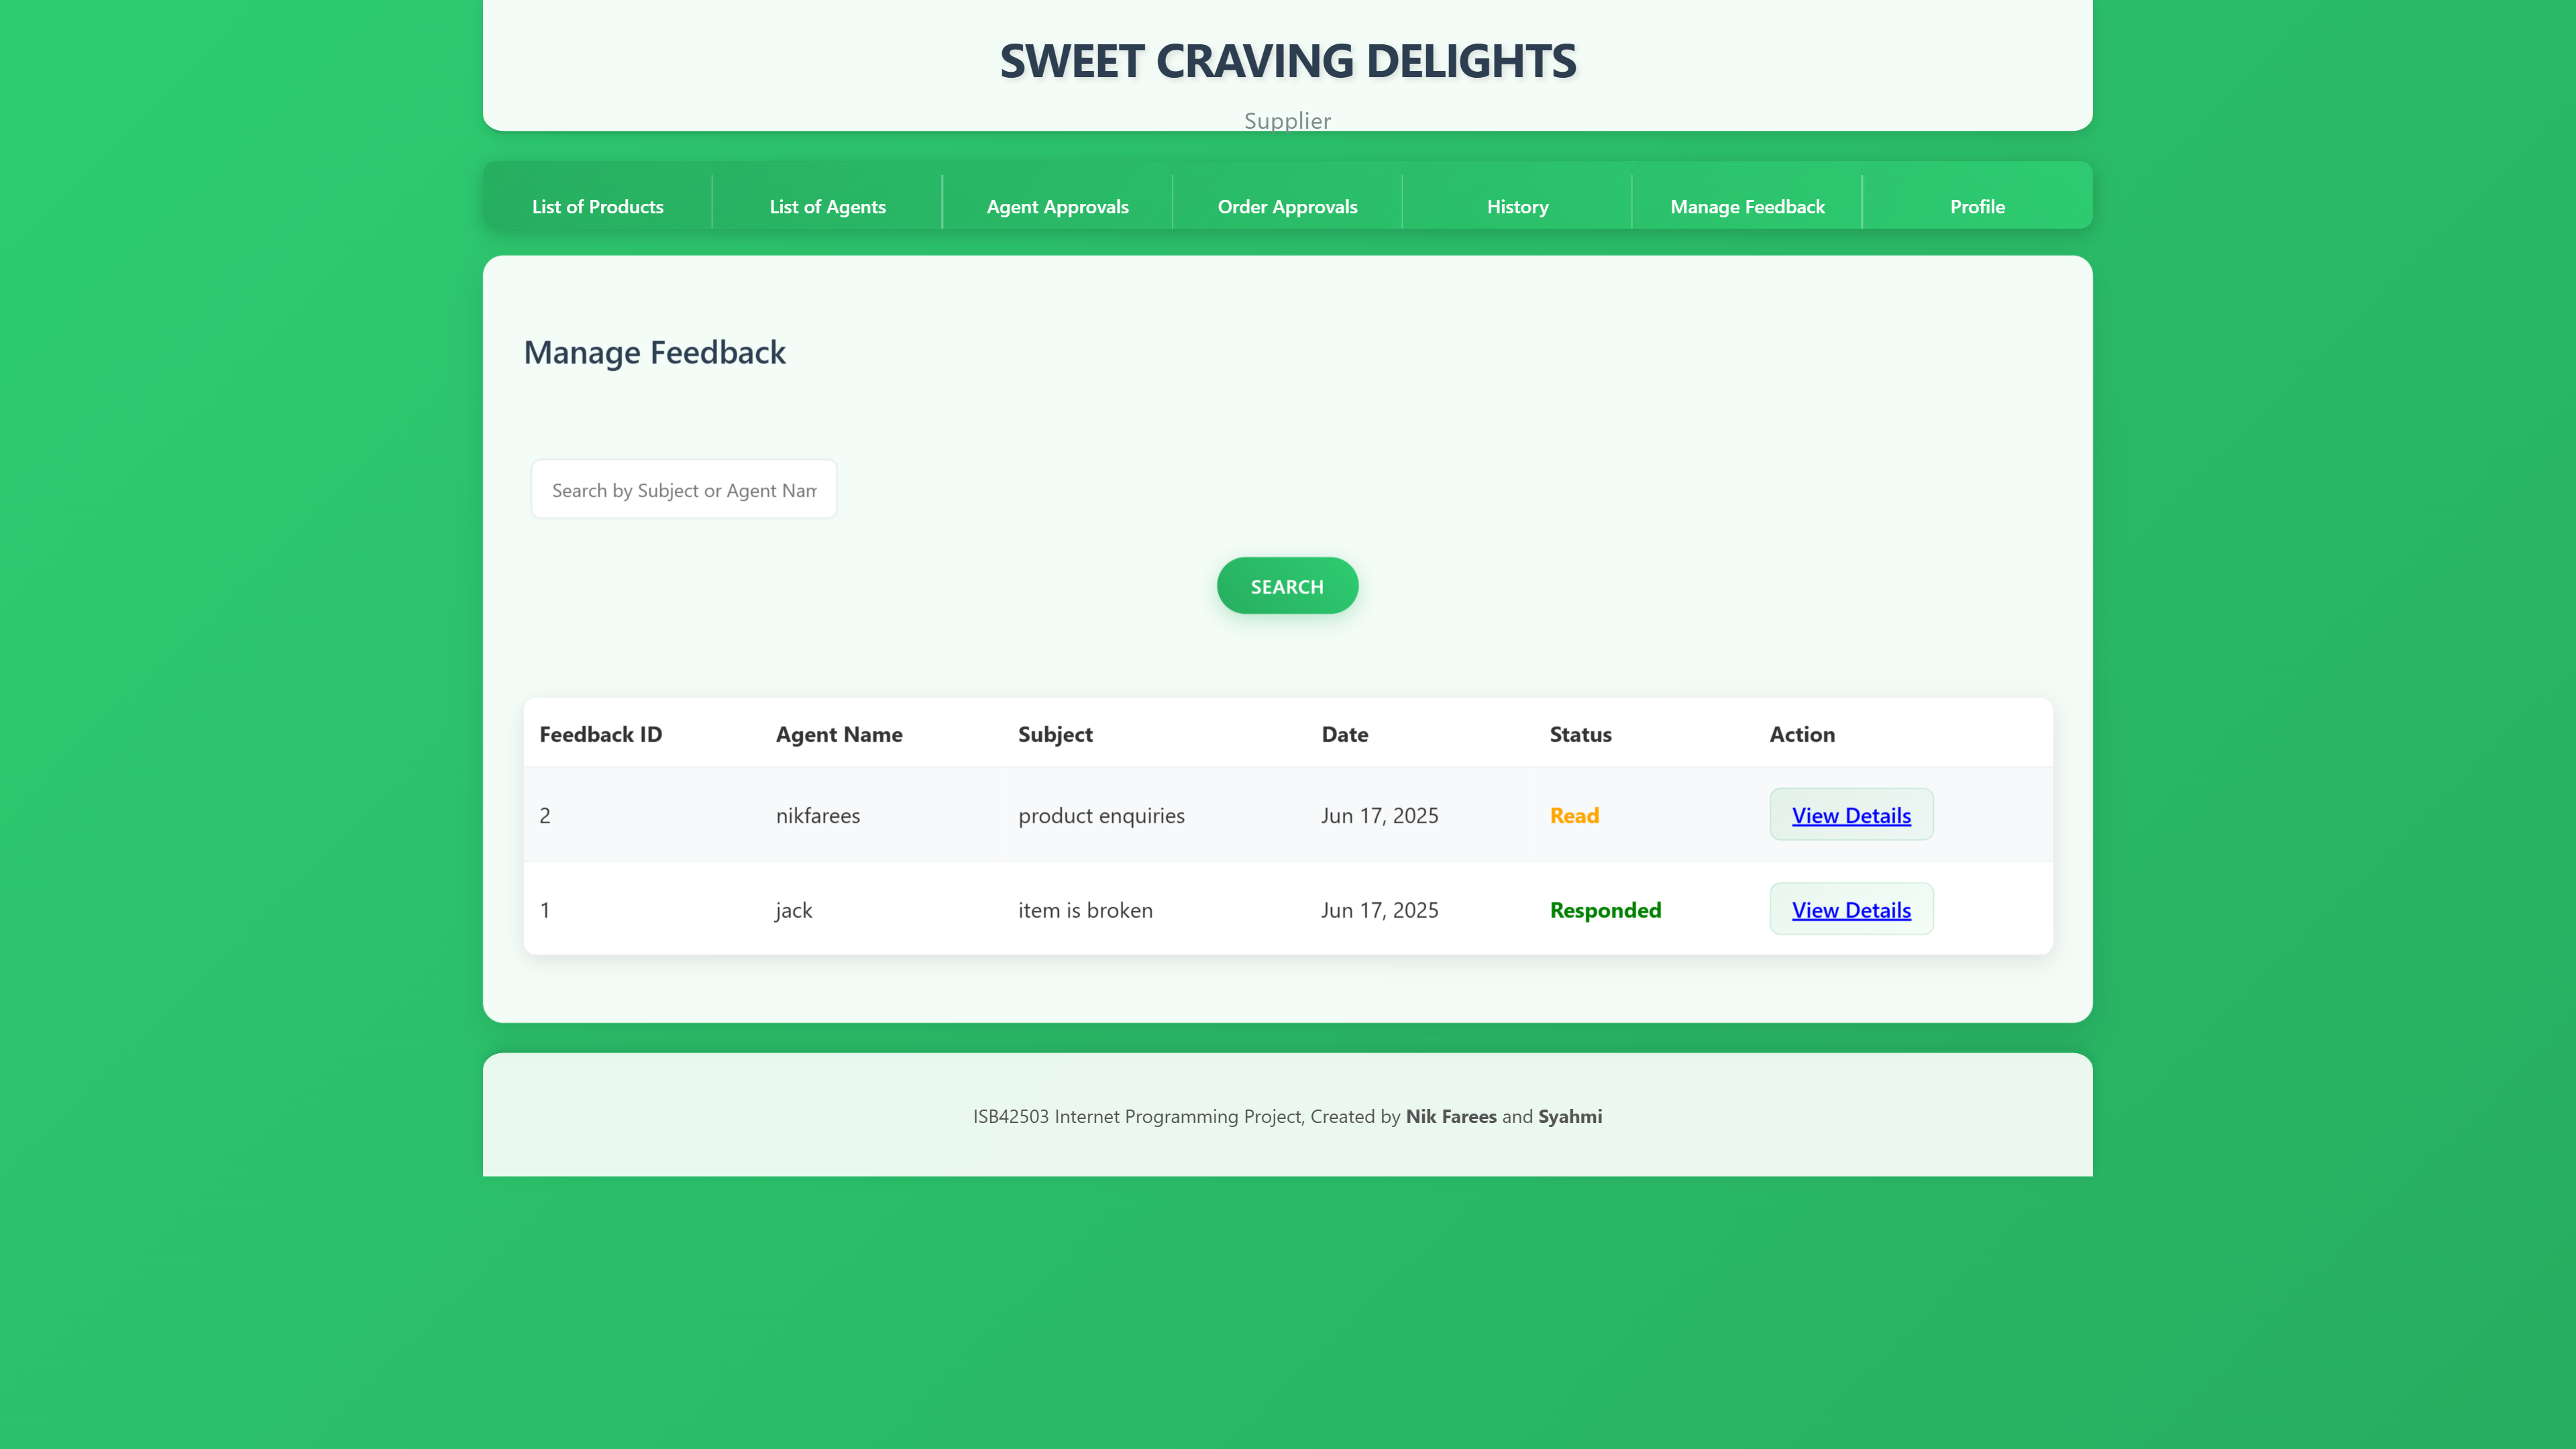 SWEET CRAVING DELIGHTS
Supplier
List of Products List of Agents Agent Approvals Order Approvals History Manage Feedback Profile
Manage Feedback
Search by Subject or Agent Nam
SEARCH
Feedback ID Agent Name Subject Date Status Action
2 nikfarees product enquiries Jun 17, 2025 Read View Details
1 jack item is broken Jun 17, 2025 Responded View Details
ISB42503 Internet Programming Project, Created by Nik Farees and Syahmi